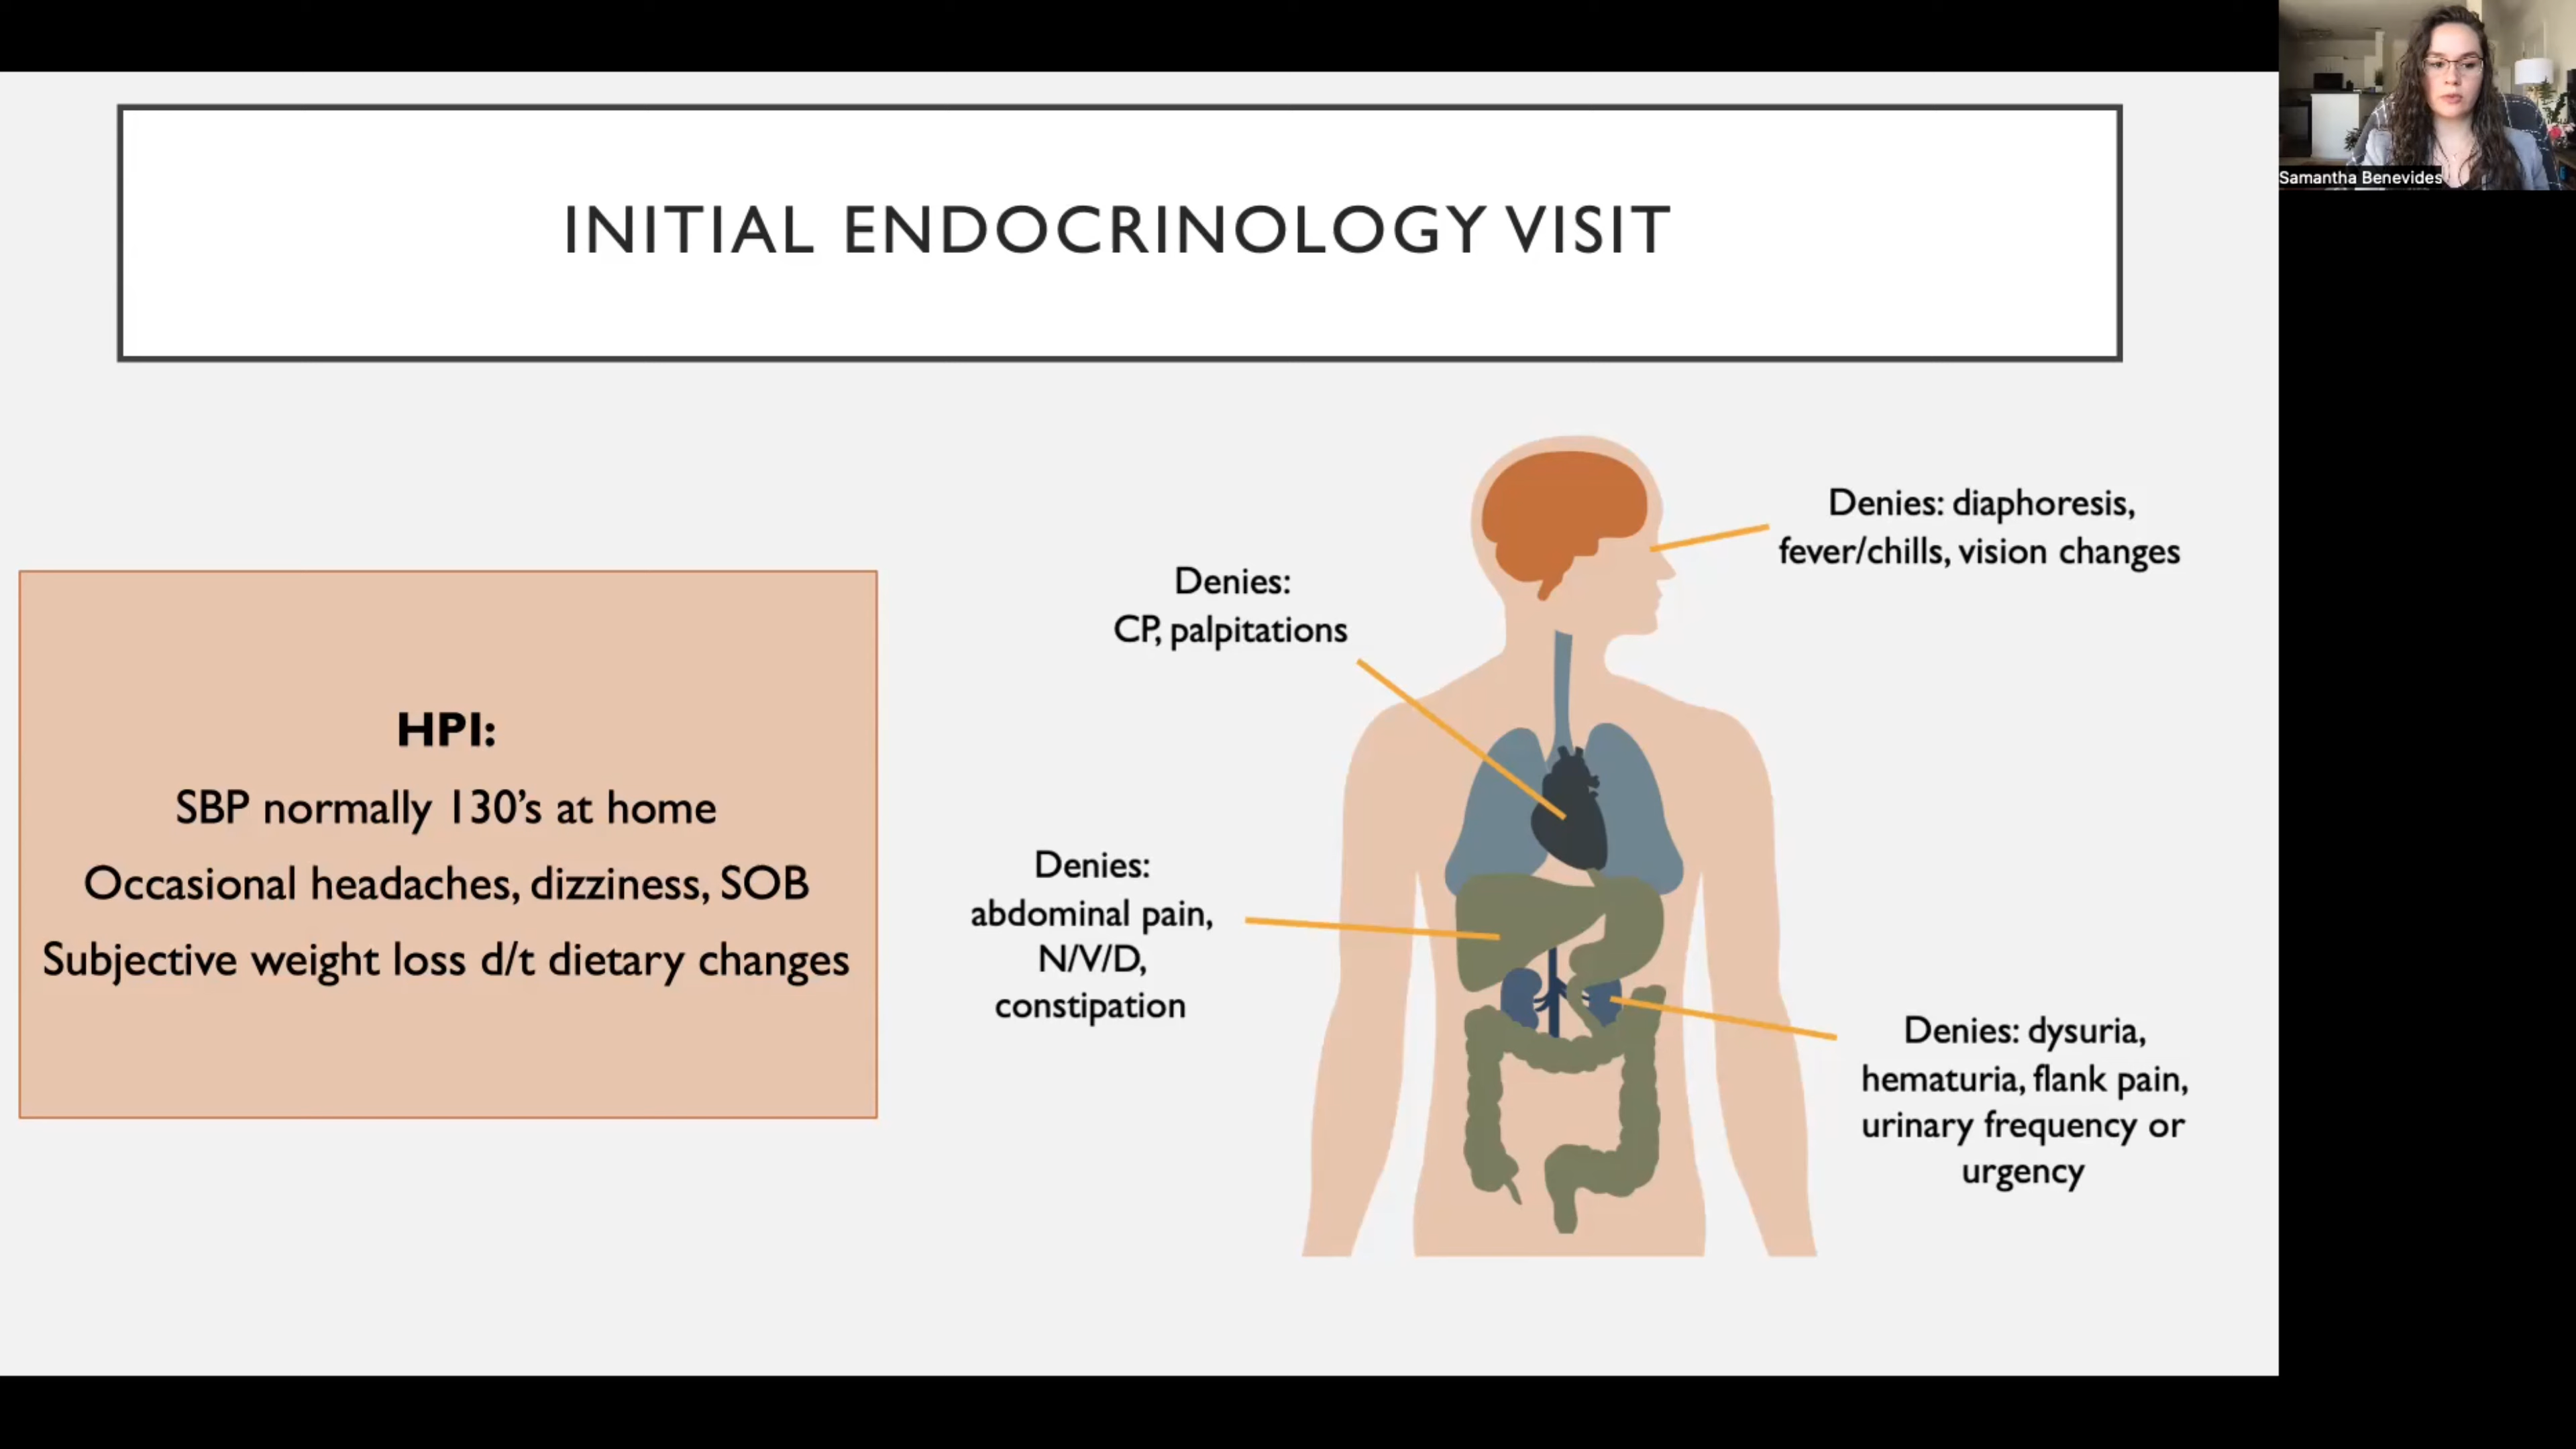 INITIAL ENDOCRINOLOGY VISIT
Samantha Benevides
HPI:
SBP normally 130’s at home
Occasional headaches, dizziness, SOB
Subjective weight loss d/t dietary changes
Denies: diaphoresis,
fever/chills, vision changes
Denies:
CP, palpitations
Denies:
abdominal pain,
N/V/D,
constipation
Denies: dysuria,
hematuria, flank pain,
urinary frequency or
urgency